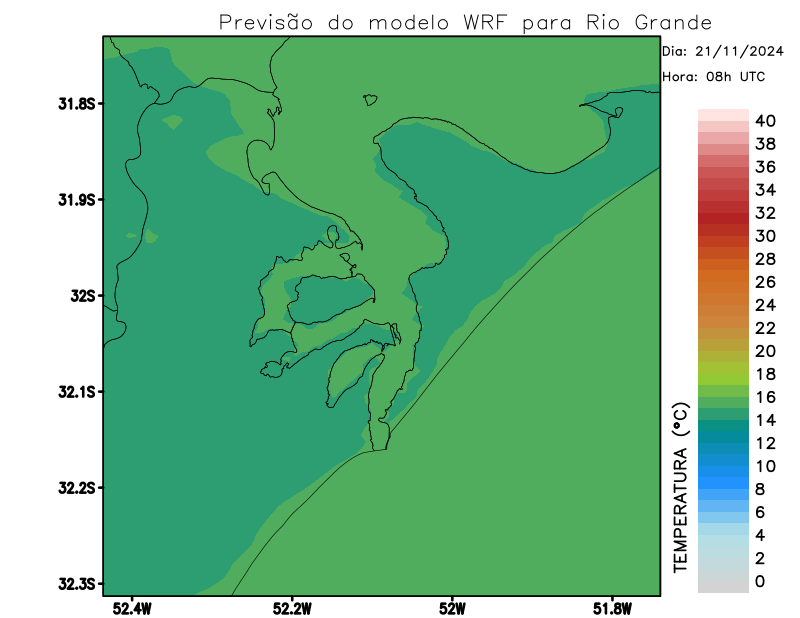 Previsão do modelo WRF para Rio Grande
Dia: 21/11/2024
Hora: 08h UTC
31.8S
31.9S
32S
32.1S
32.2S
32.3S
52.4W
52.2W
52W
51.8W
TEMPERATURA (°C)
40
38
36
34
32
30
28
26
24
22
20
18
16
14
12
10
8
6
4
2
0